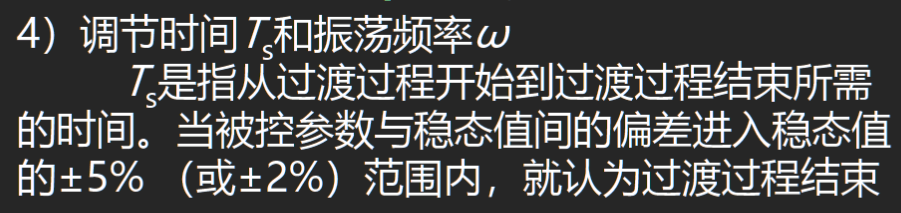 4）调节时间Ts和振荡频率ω
Ts是指从过渡过程开始到过渡过程结束所需
的时间。当被控参数与稳态值间的偏差进入稳态值
的±5% （或±2%）范围内，就认为过渡过程结束